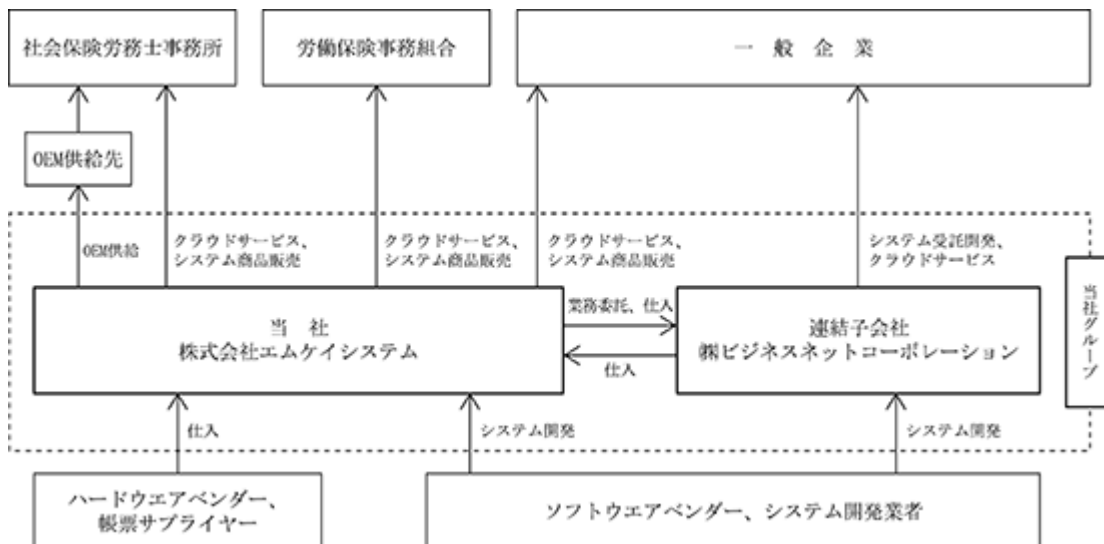 社会保険労務士事務所
労働保険事務組合
一般企業
OEM供給先
OEM供給
クラウドサービス、
システム商品販売
クラウドサービス、
システム商品販売
クラウドサービス、
システム商品販売
システム受託開発、
クラウドサービス
当社
株式会社エムケイシステム
業務委託、仕入
仕入
連結子会社
㈱ビジネスネットコーポレーション
当社グループ
仕入
システム開発
システム開発
ハードウエアベンダー、
帳票サプライヤー
ソフトウエアベンダー、システム開発業者